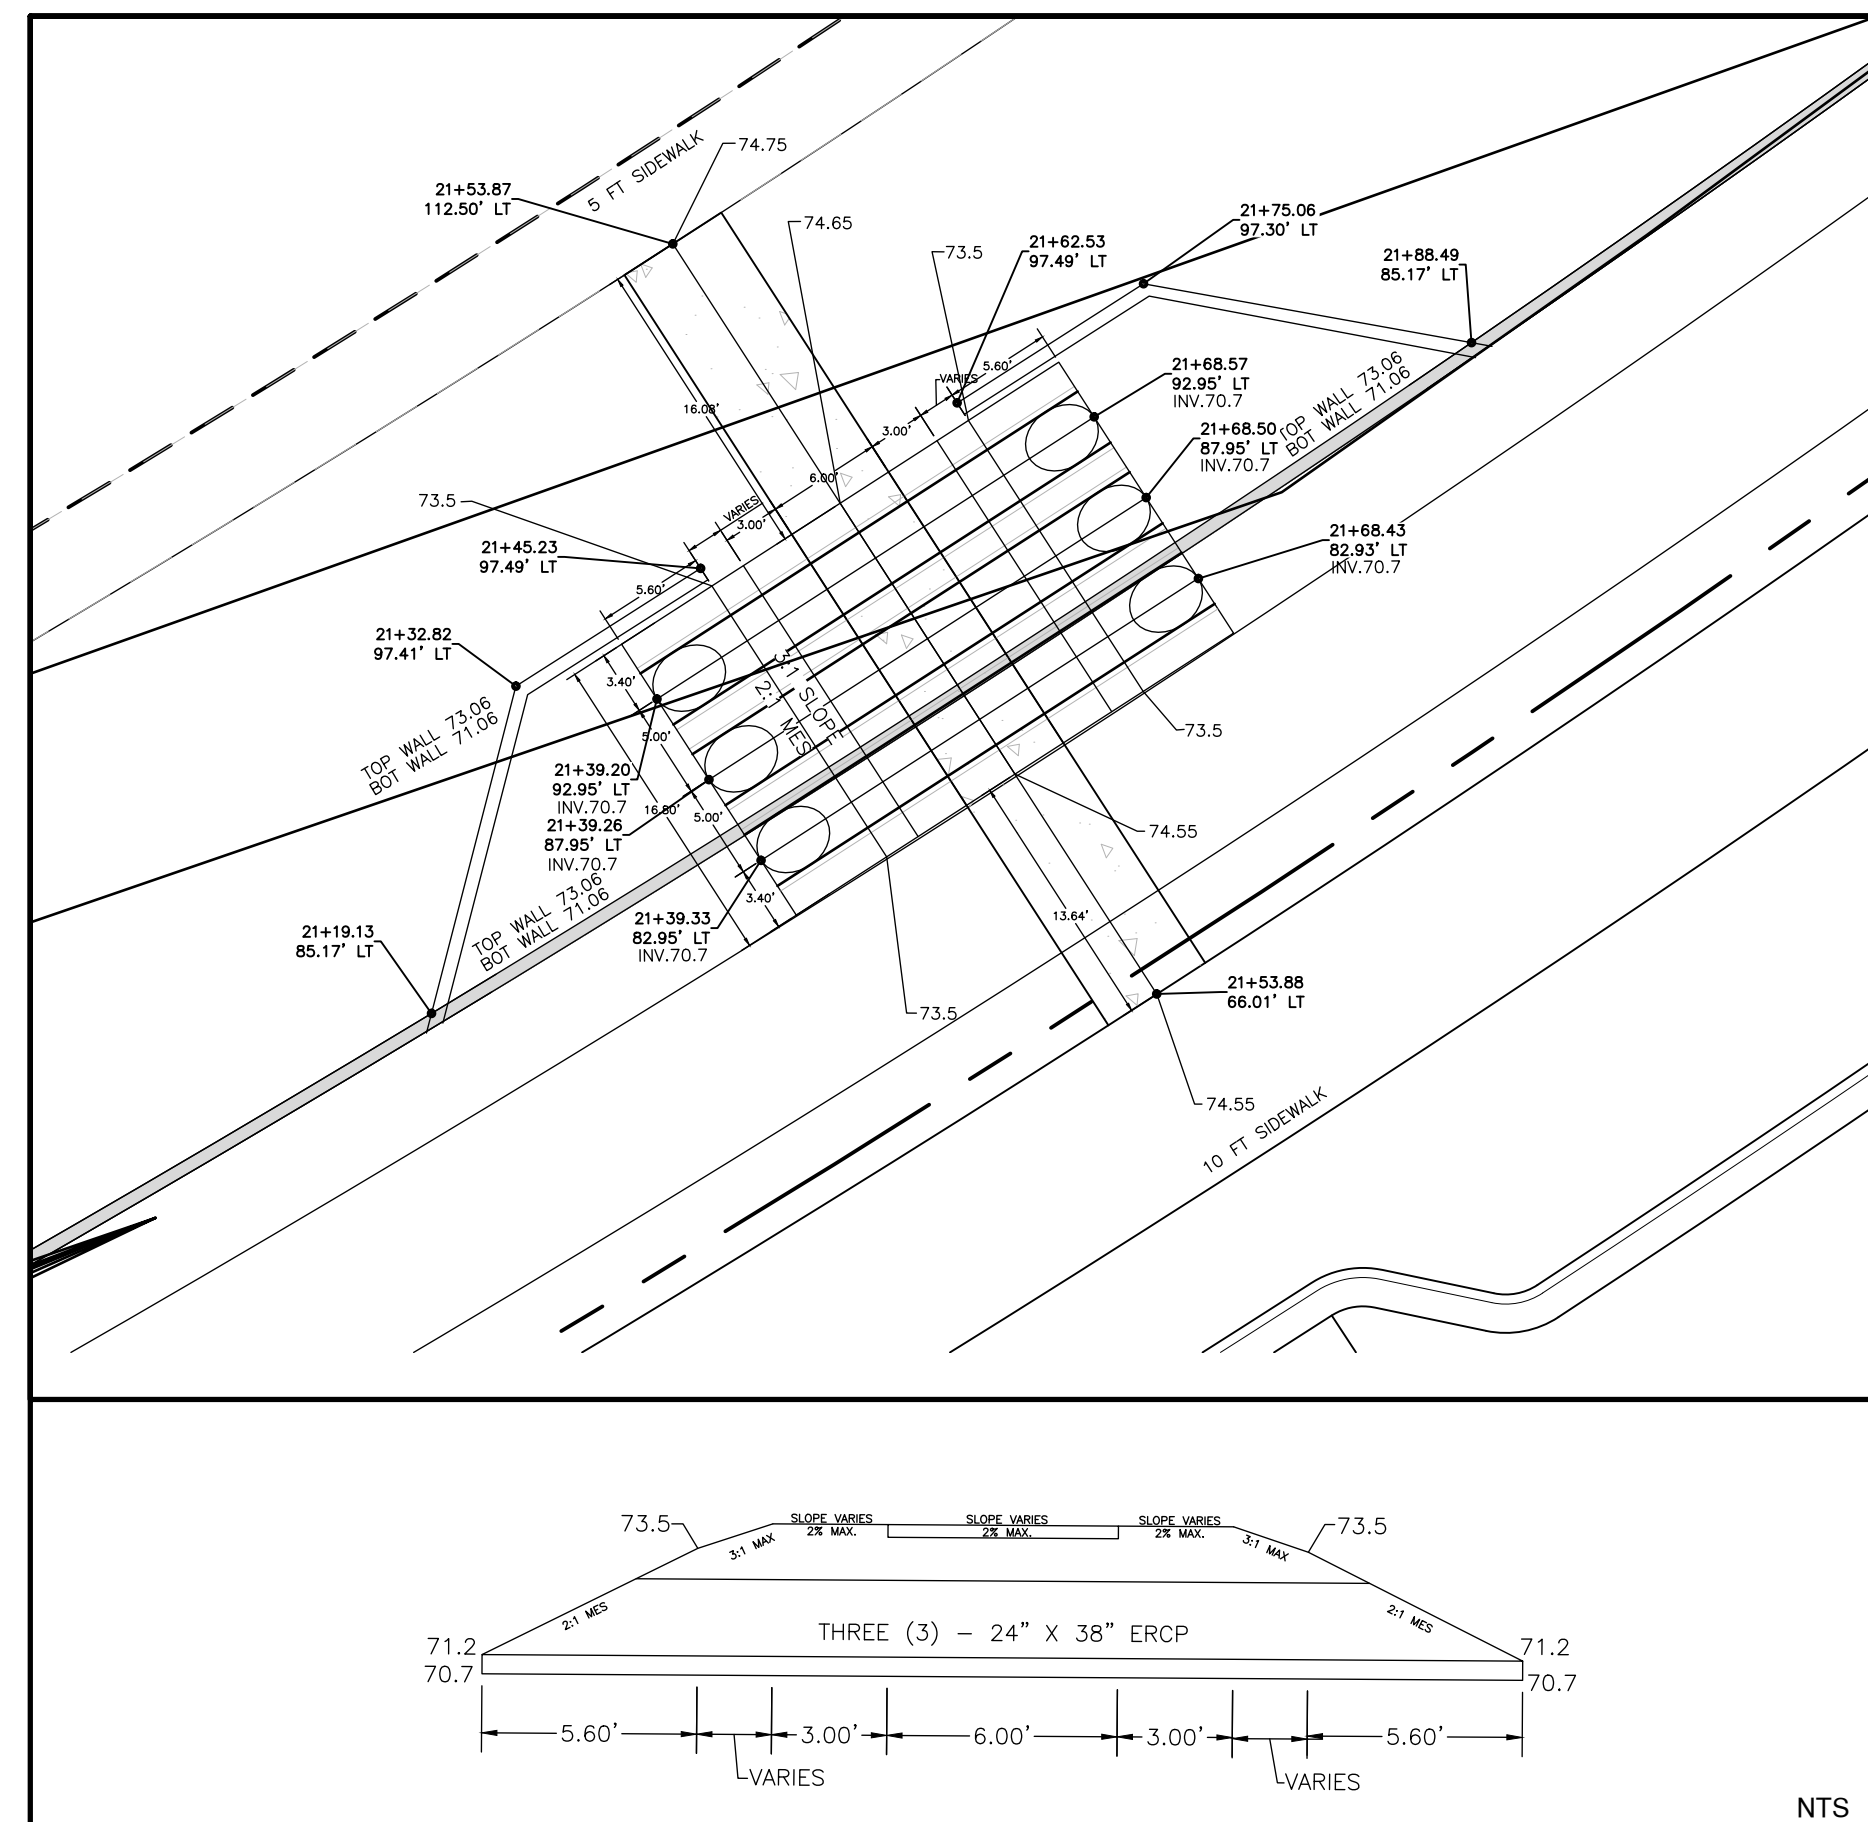 5 FT SIDEWALK
74.75
21+53.87
112.50' LT
74.65
73.5
21+62.53
97.49' LT
21+75.06
97.30' LT
21+88.49
85.17' LT
5.60'
VARIES
16.08'
3.00'
6.00'
21+68.57
92.95' LT
INV.70.7
TOP WALL 73.06
BOT WALL 71.06
21+68.50
87.95' LT
INV.70.7
73.5
VARIES
3.00'
21+45.23
97.49' LT
21+68.43
82.93' LT
INV.70.7
5.60'
21+32.82
97.41' LT
3.40'
3:1 SLOPE
2:1 MES
TOP WALL 73.06
BOT WALL 71.06
5.00'
73.5
21+39.20
92.95' LT
INV.70.7
16.80'
5.00'
21+39.26
87.95' LT
INV.70.7
74.55
TOP WALL 73.06
BOT WALL 71.06
3.40'
21+39.33
82.95' LT
INV.70.7
13.64'
21+19.13
85.17' LT
73.5
21+53.88
66.01' LT
74.55
10 FT SIDEWALK
73.5
3:1 MAX
SLOPE VARIES
2% MAX.
SLOPE VARIES
2% MAX.
SLOPE VARIES
2% MAX.
3:1 MAX
73.5
2:1 MES
THREE (3) - 24" X 38" ERCP
2:1 MES
71.2
70.7
71.2
70.7
5.60'
3.00'
6.00'
3.00'
5.60'
VARIES
VARIES
NTS